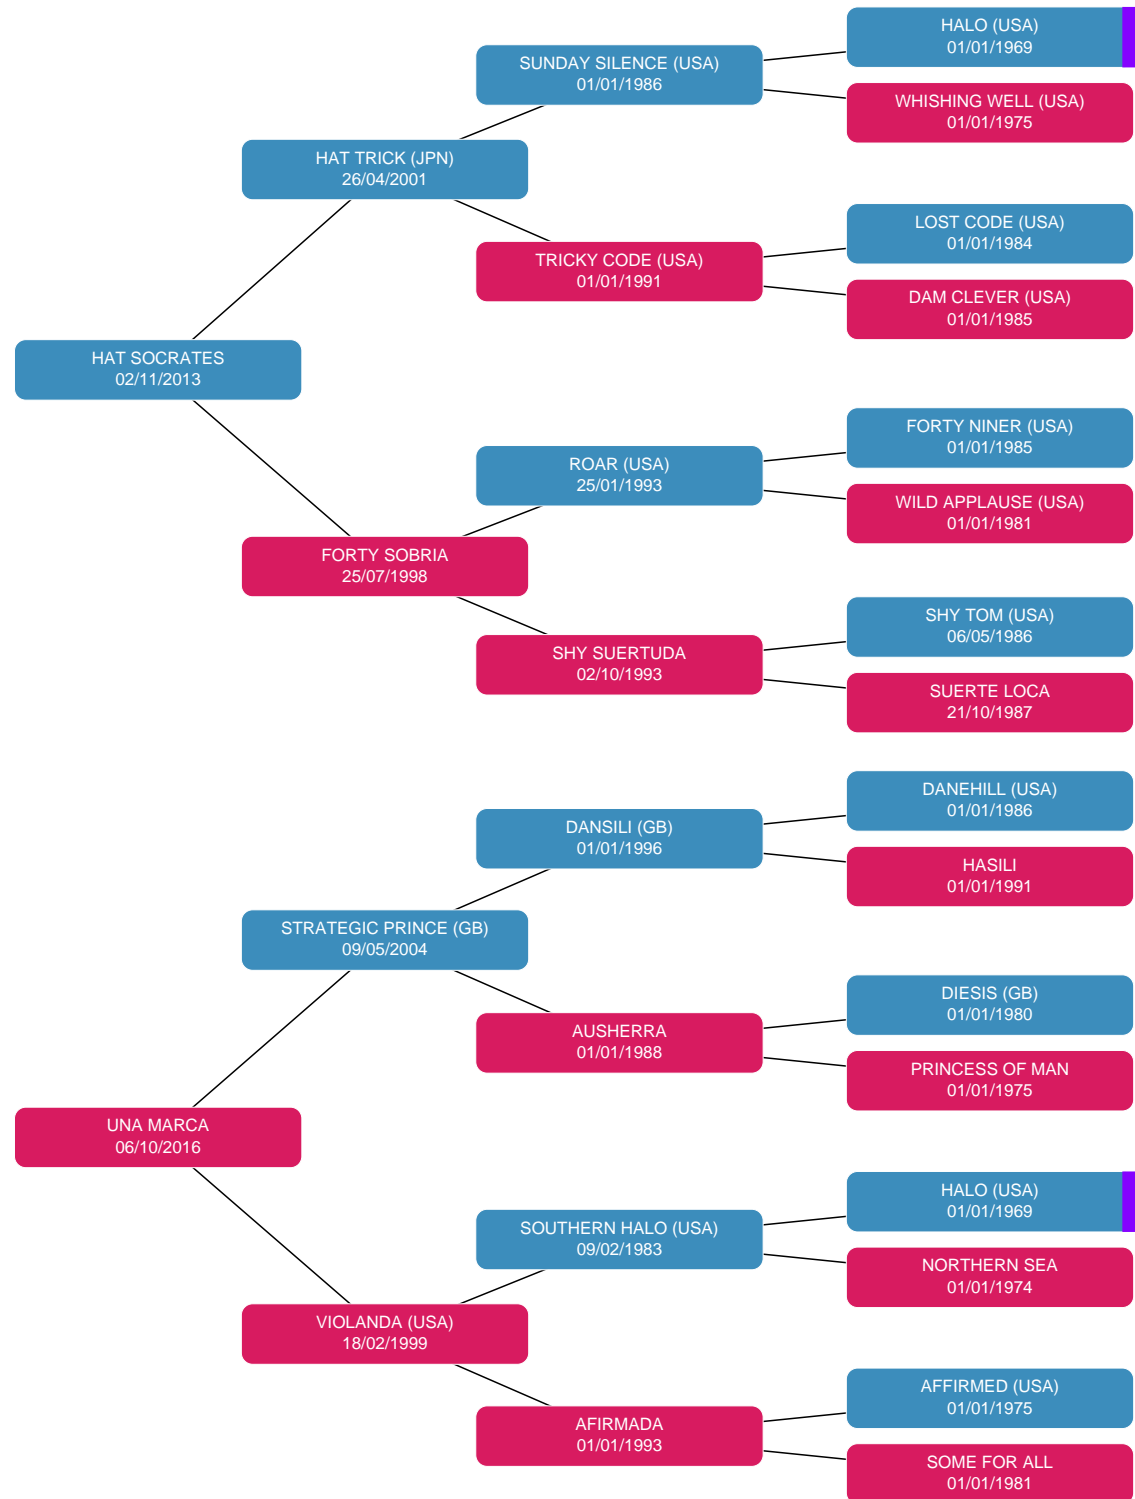 HALO (USA)
01/01/1969
SUNDAY SILENCE (USA)
01/01/1986
WHISHING WELL (USA)
01/01/1975
HAT TRICK (JPN)
26/04/2001
LOST CODE (USA)
01/01/1984
TRICKY CODE (USA)
01/01/1991
DAM CLEVER (USA)
01/01/1985
HAT SOCRATES
02/11/2013
FORTY NINER (USA)
01/01/1985
ROAR (USA)
25/01/1993
WILD APPLAUSE (USA)
01/01/1981
FORTY SOBRIA
25/07/1998
SHY TOM (USA)
06/05/1986
SHY SUERTUDA
02/10/1993
SUERTE LOCA
21/10/1987
DANEHILL (USA)
01/01/1986
DANSILI (GB)
01/01/1996
HASILI
01/01/1991
STRATEGIC PRINCE (GB)
09/05/2004
DIESIS (GB)
01/01/1980
AUSHERRA
01/01/1988
PRINCESS OF MAN
01/01/1975
UNA MARCA
06/10/2016
HALO (USA)
01/01/1969
SOUTHERN HALO (USA)
09/02/1983
NORTHERN SEA
01/01/1974
VIOLANDA (USA)
18/02/1999
AFFIRMED (USA)
01/01/1975
AFIRMADA
01/01/1993
SOME FOR ALL
01/01/1981